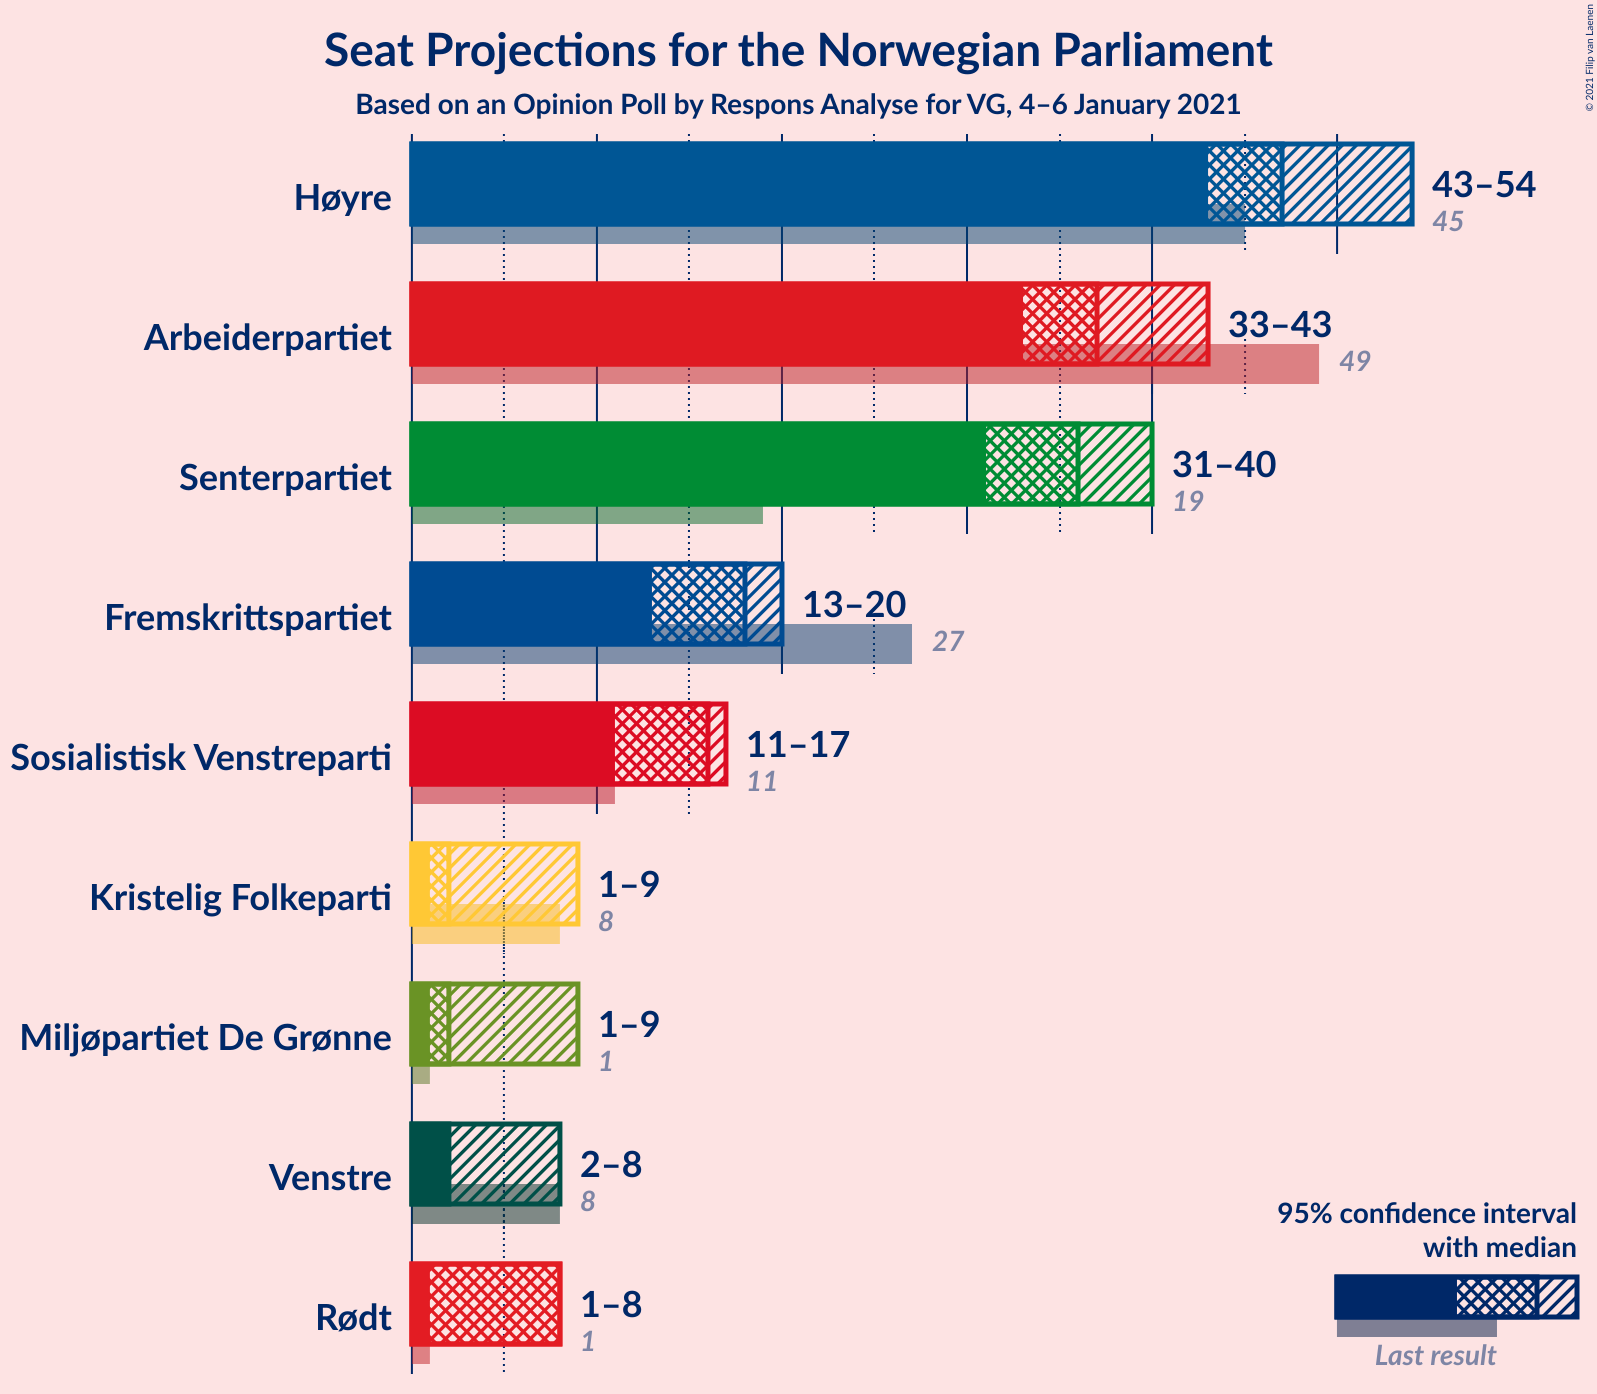 Seat Projections for the Norwegian Parliament
Based on an Opinion Poll by Respons Analyse for VG, 4–6 January 2021
© 2021 Filip van Laenen
Høyre
43–54
45
Arbeiderpartiet
33–43
49
Senterpartiet
31–40
19
Fremskrittspartiet
13–20
27
Sosialistisk Venstreparti
11–17
11
Kristelig Folkeparti
1–9
8
Miljøpartiet De Grønne
1–9
1
Venstre
2–8
8
Rødt
1–8
1
95% confidence interval
with median
Last result